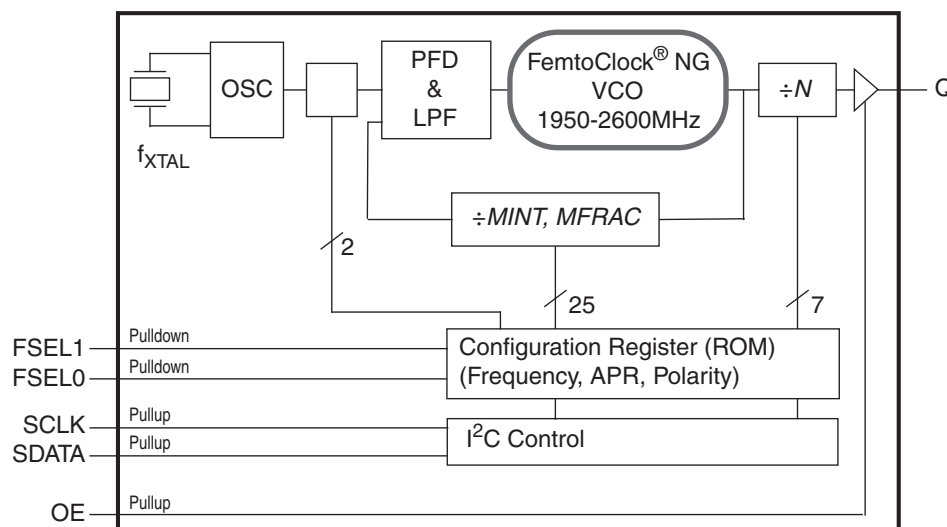 OSC
f_XTAL
PFD
&
LPF
FemtoClock® NG
VCO
1950-2600MHz
÷N
Q
÷MINT, MFRAC
2
25
7
FSEL1 Pulldown
FSEL0 Pulldown
Configuration Register (ROM)
(Frequency, APR, Polarity)
SCLK Pullup
SDATA Pullup
I²C Control
OE Pullup